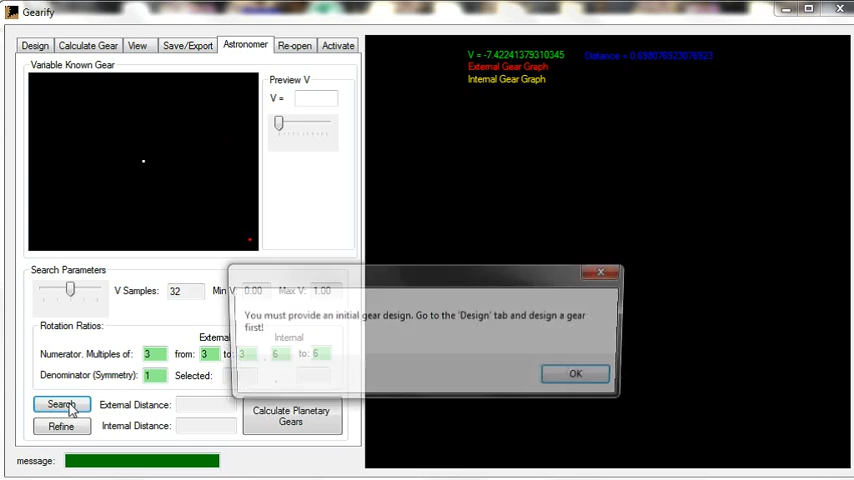 Gearify
Design Calculate Gear View Save/Export Astronomer Re-open Activate
Variable Known Gear
Preview V
V =
V = -7.42241379310345
Distance = 0.698076923076923
External Gear Graph
Internal Gear Graph
Search Parameters
V Samples: 32 Min V: 0.00 Max V: 1.00
You must provide an initial gear design. Go to the 'Design' tab and design a gear
first!
OK
Rotation Ratios:
External
Internal
Numerator. Multiples of: 3 from: 3 to: 3 , 6 to: 6
Denominator (Symmetry): 1 Selected: ,
Search External Distance:
Refine Internal Distance:
Calculate Planetary
Gears
message: